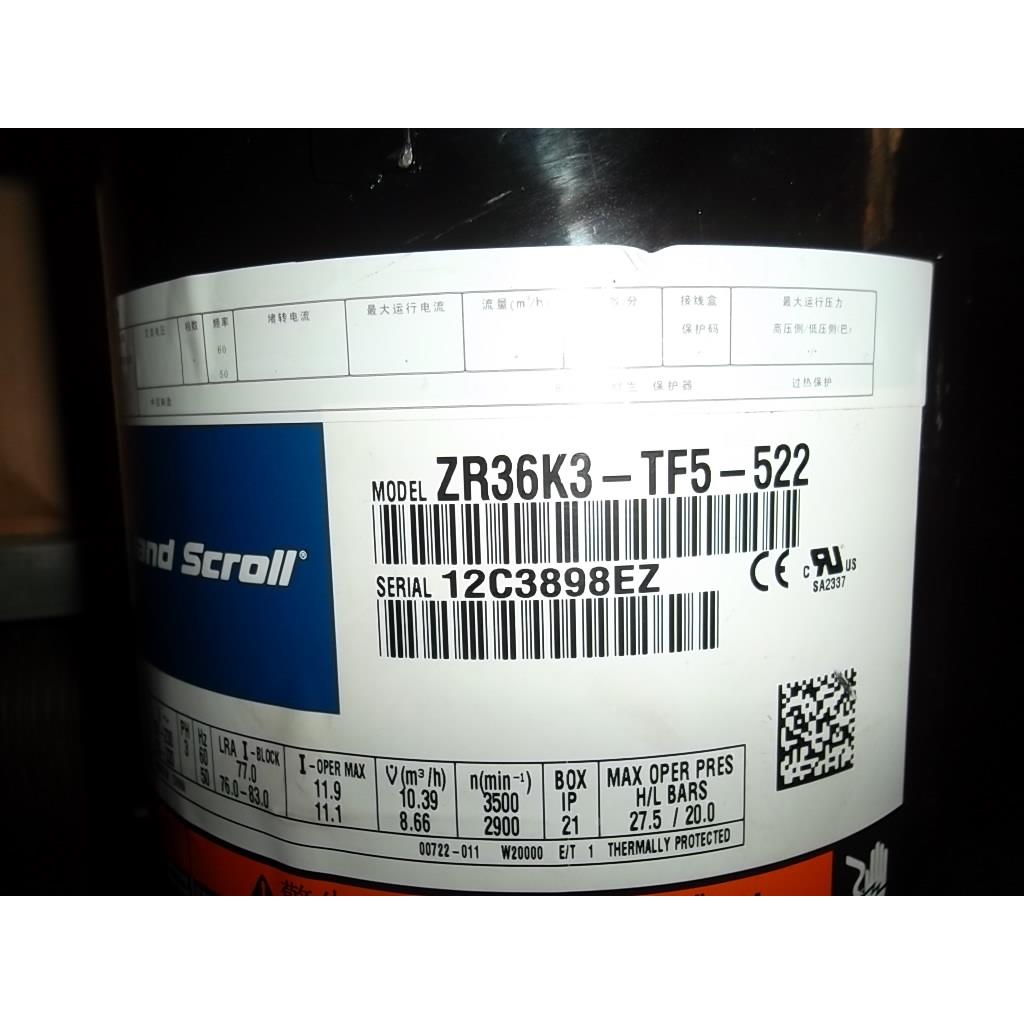 频率 堵转电流 最大运行电流 流量(m³/h) 分 接线盒 最大运行压力
60 保护码 高压侧/低压侧(巴)
50
保护器 过热保护
MODEL ZR36K3-TF5-522
and Scroll®
SERIAL 12C3898EZ
CE c RU US
SA2337
PH Hz LRA I-BLOCK I-OPER MAX V̇(m³/h) n(min⁻¹) BOX MAX OPER PRES
3 60 77.0 11.9 10.39 3500 IP H/L BARS
50 76.0-83.0 11.1 8.66 2900 21 27.5 / 20.0
00722-011 W20000 E/T 1 THERMALLY PROTECTED